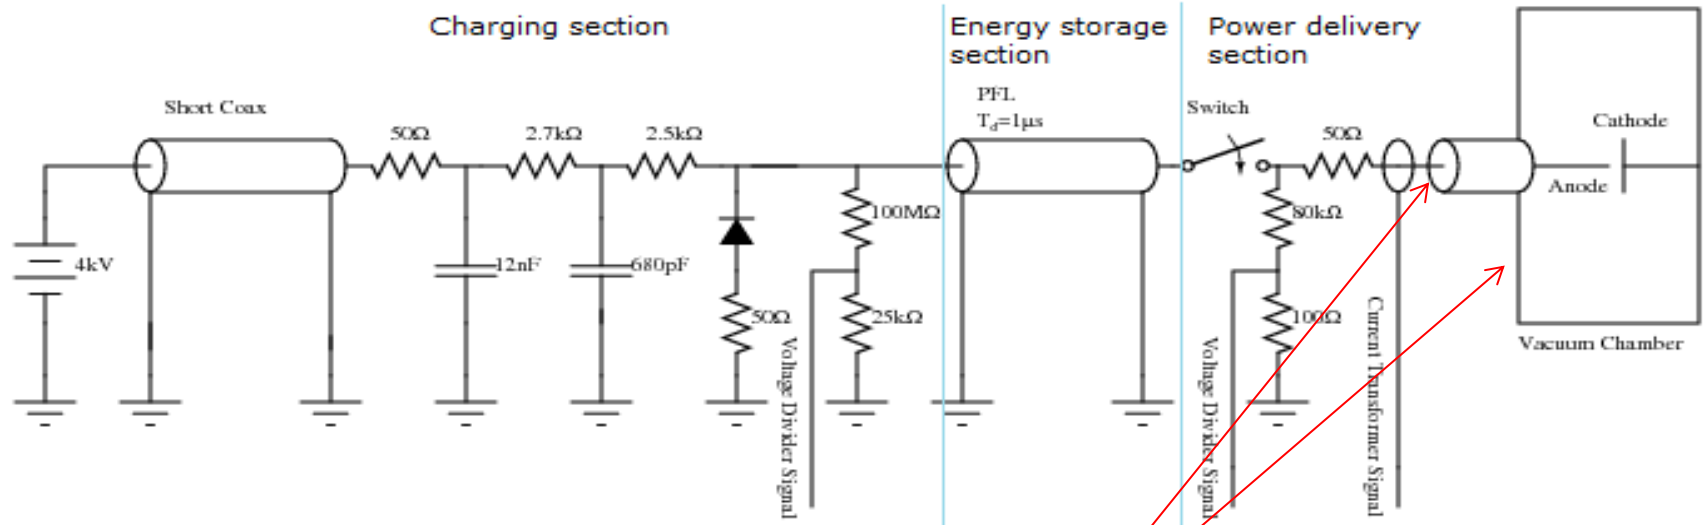 Charging section
Energy storage
section
Power delivery
section
Short Coax
50Ω
2.7kΩ
2.5kΩ
PFL
T_d=1μs
Switch
50Ω
Cathode
Anode
100MΩ
80kΩ
4kV
12nF
680pF
50Ω
25kΩ
100Ω
Voltage Divider Signal
Voltage Divider Signal
Current Transformer Signal
Vacuum Chamber